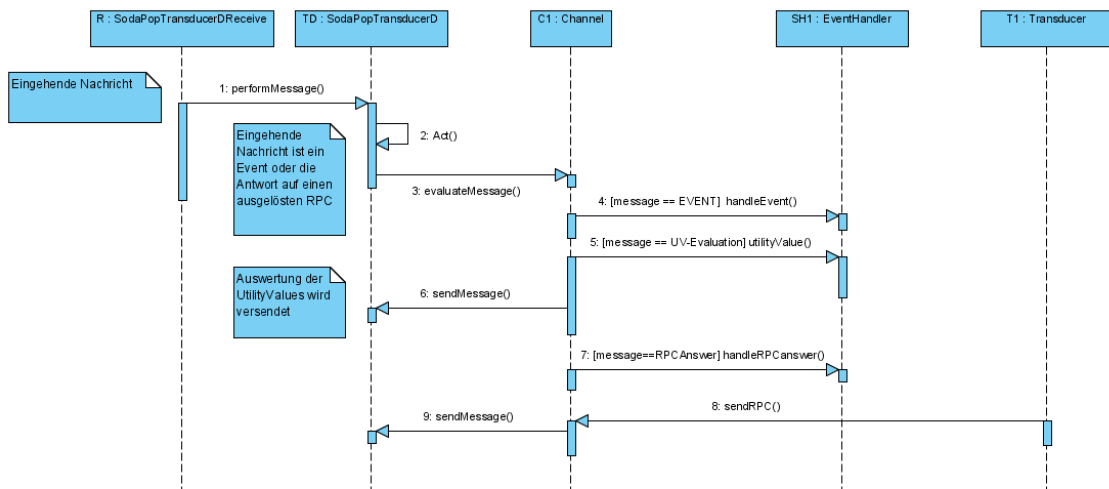 R : SodaPopTransducerDReceive
TD : SodaPopTransducerD
C1 : Channel
SH1 : EventHandler
T1 : Transducer
Eingehende Nachricht
1: performMessage()
2: Act()
Eingehende
Nachricht ist ein
Event oder die
Antwort auf einen
ausgelösten RPC
3: evaluateMessage()
4: [message == EVENT] handleEvent()
5: [message == UV-Evaluation] utilityValue()
Auswertung der
UtilityValues wird
versendet
6: sendMessage()
7: [message==RPCAnswer] handleRPCanswer()
8: sendRPC()
9: sendMessage()